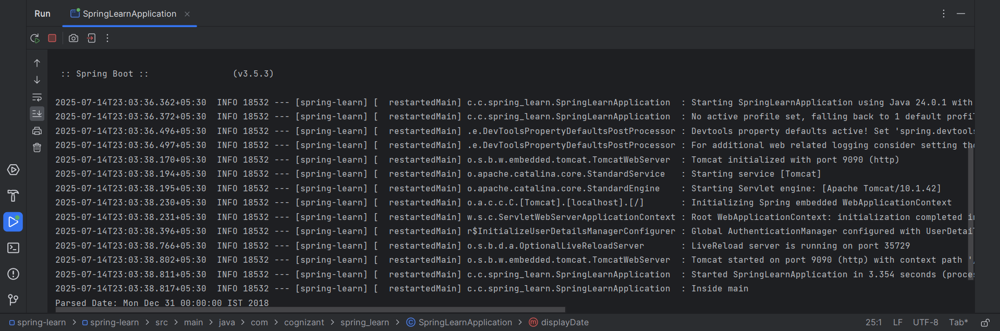 Run SpringLearnApplication
:: Spring Boot :: (v3.5.3)
2025-07-14T23:03:36.362+05:30 INFO 18532 --- [spring-learn] [ restartedMain] c.c.spring_learn.SpringLearnApplication : Starting SpringLearnApplication using Java 24.0.1 with
2025-07-14T23:03:36.372+05:30 INFO 18532 --- [spring-learn] [ restartedMain] c.c.spring_learn.SpringLearnApplication : No active profile set, falling back to 1 default profi
2025-07-14T23:03:36.496+05:30 INFO 18532 --- [spring-learn] [ restartedMain] .e.DevToolsPropertyDefaultsPostProcessor : Devtools property defaults active! Set 'spring.devtools
2025-07-14T23:03:36.497+05:30 INFO 18532 --- [spring-learn] [ restartedMain] .e.DevToolsPropertyDefaultsPostProcessor : For additional web related logging consider setting the
2025-07-14T23:03:38.170+05:30 INFO 18532 --- [spring-learn] [ restartedMain] o.s.b.w.embedded.tomcat.TomcatWebServer : Tomcat initialized with port 9090 (http)
2025-07-14T23:03:38.194+05:30 INFO 18532 --- [spring-learn] [ restartedMain] o.apache.catalina.core.StandardService : Starting service [Tomcat]
2025-07-14T23:03:38.195+05:30 INFO 18532 --- [spring-learn] [ restartedMain] o.apache.catalina.core.StandardEngine : Starting Servlet engine: [Apache Tomcat/10.1.42]
2025-07-14T23:03:38.230+05:30 INFO 18532 --- [spring-learn] [ restartedMain] o.a.c.c.C.[Tomcat].[localhost].[/] : Initializing Spring embedded WebApplicationContext
2025-07-14T23:03:38.231+05:30 INFO 18532 --- [spring-learn] [ restartedMain] w.s.c.ServletWebServerApplicationContext : Root WebApplicationContext: initialization completed in
2025-07-14T23:03:38.396+05:30 INFO 18532 --- [spring-learn] [ restartedMain] r$InitializeUserDetailsManagerConfigurer : Global AuthenticationManager configured with UserDetail
2025-07-14T23:03:38.766+05:30 INFO 18532 --- [spring-learn] [ restartedMain] o.s.b.d.a.OptionalLiveReloadServer : LiveReload server is running on port 35729
2025-07-14T23:03:38.802+05:30 INFO 18532 --- [spring-learn] [ restartedMain] o.s.b.w.embedded.tomcat.TomcatWebServer : Tomcat started on port 9090 (http) with context path '/
2025-07-14T23:03:38.811+05:30 INFO 18532 --- [spring-learn] [ restartedMain] c.c.spring_learn.SpringLearnApplication : Started SpringLearnApplication in 3.354 seconds (proces
2025-07-14T23:03:38.817+05:30 INFO 18532 --- [spring-learn] [ restartedMain] c.c.spring_learn.SpringLearnApplication : Inside main
Parsed Date: Mon Dec 31 00:00:00 IST 2018
spring-learn > spring-learn > src > main > java > com > cognizant > spring_learn > SpringLearnApplication > displayDate 25:1 LF UTF-8 Tab*